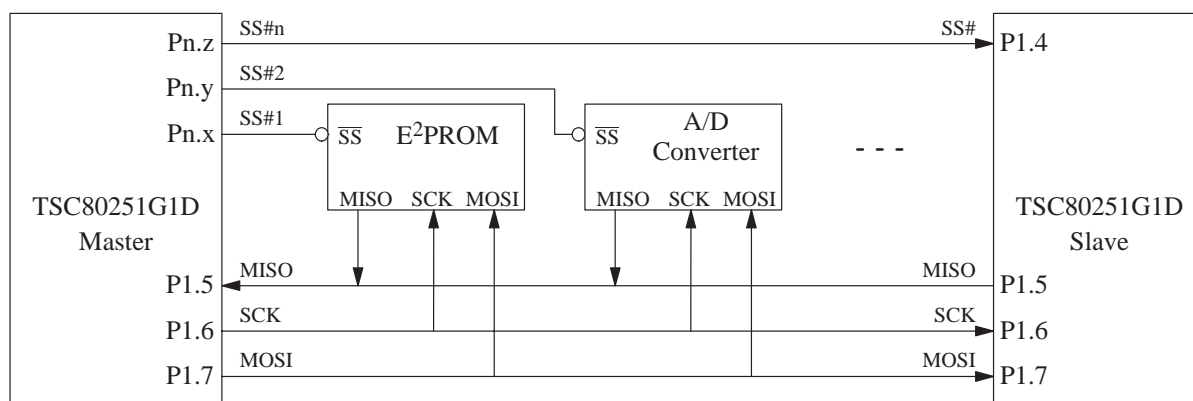 Pn.z SS#n SS# P1.4
Pn.y SS#2
Pn.x SS#1
SS E²PROM
MISO SCK MOSI
SS A/D
Converter
MISO SCK MOSI
- - -
TSC80251G1D
Master
TSC80251G1D
Slave
P1.5 MISO MISO P1.5
P1.6 SCK SCK P1.6
P1.7 MOSI MOSI P1.7